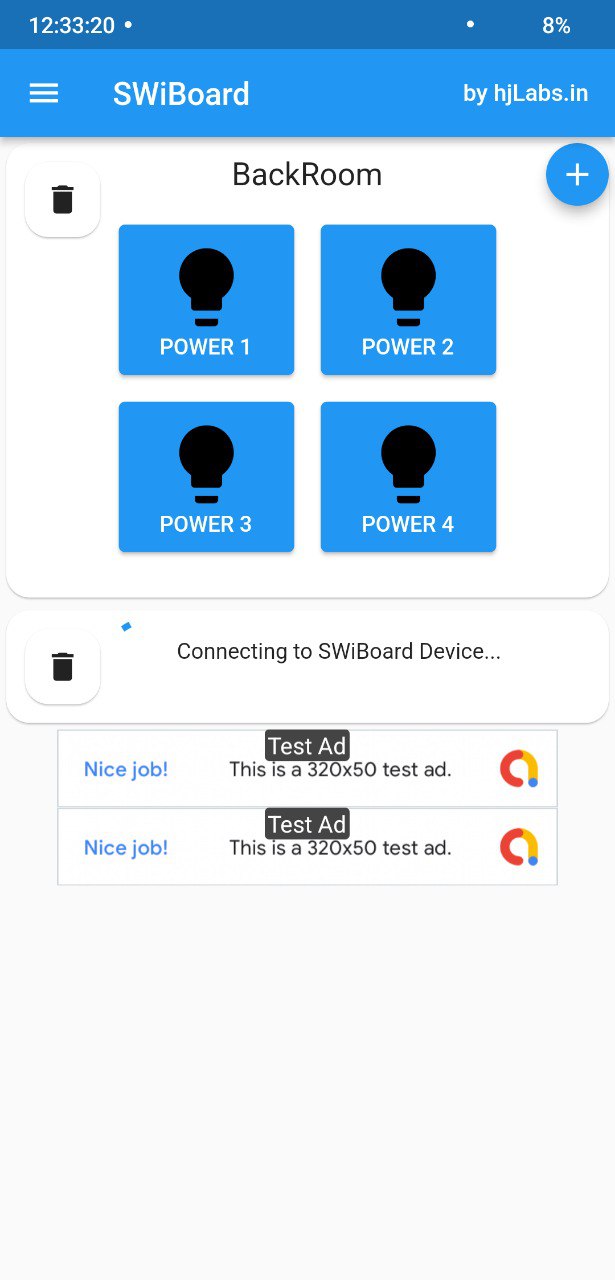 12:33:20 • • 8%
SWiBoard by hjLabs.in
BackRoom
POWER 1 POWER 2
POWER 3 POWER 4
Connecting to SWiBoard Device...
Test Ad
Nice job! This is a 320x50 test ad.
Test Ad
Nice job! This is a 320x50 test ad.